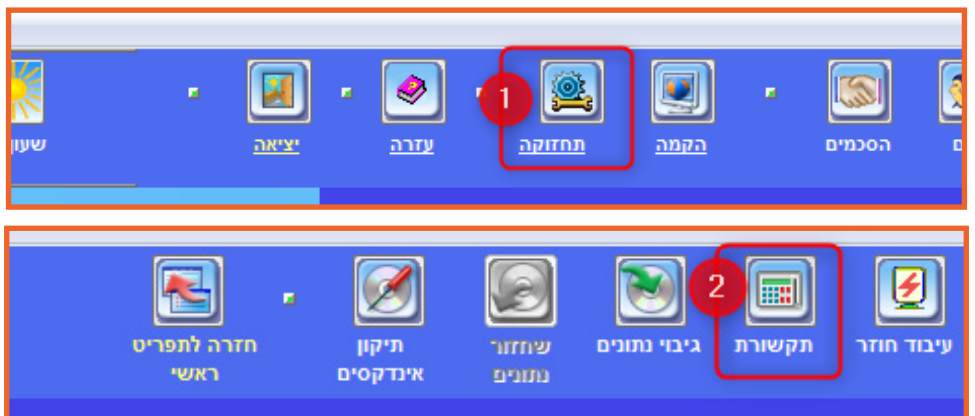 הסכמים
הקמה
תחזוקה
1
עזרה
יציאה
שעון
עיבוד חוזר
תקשורת
2
גיבוי נתונים
שחזור
נתונים
תיקון
אינדקסים
חזרה לתפריט
ראשי